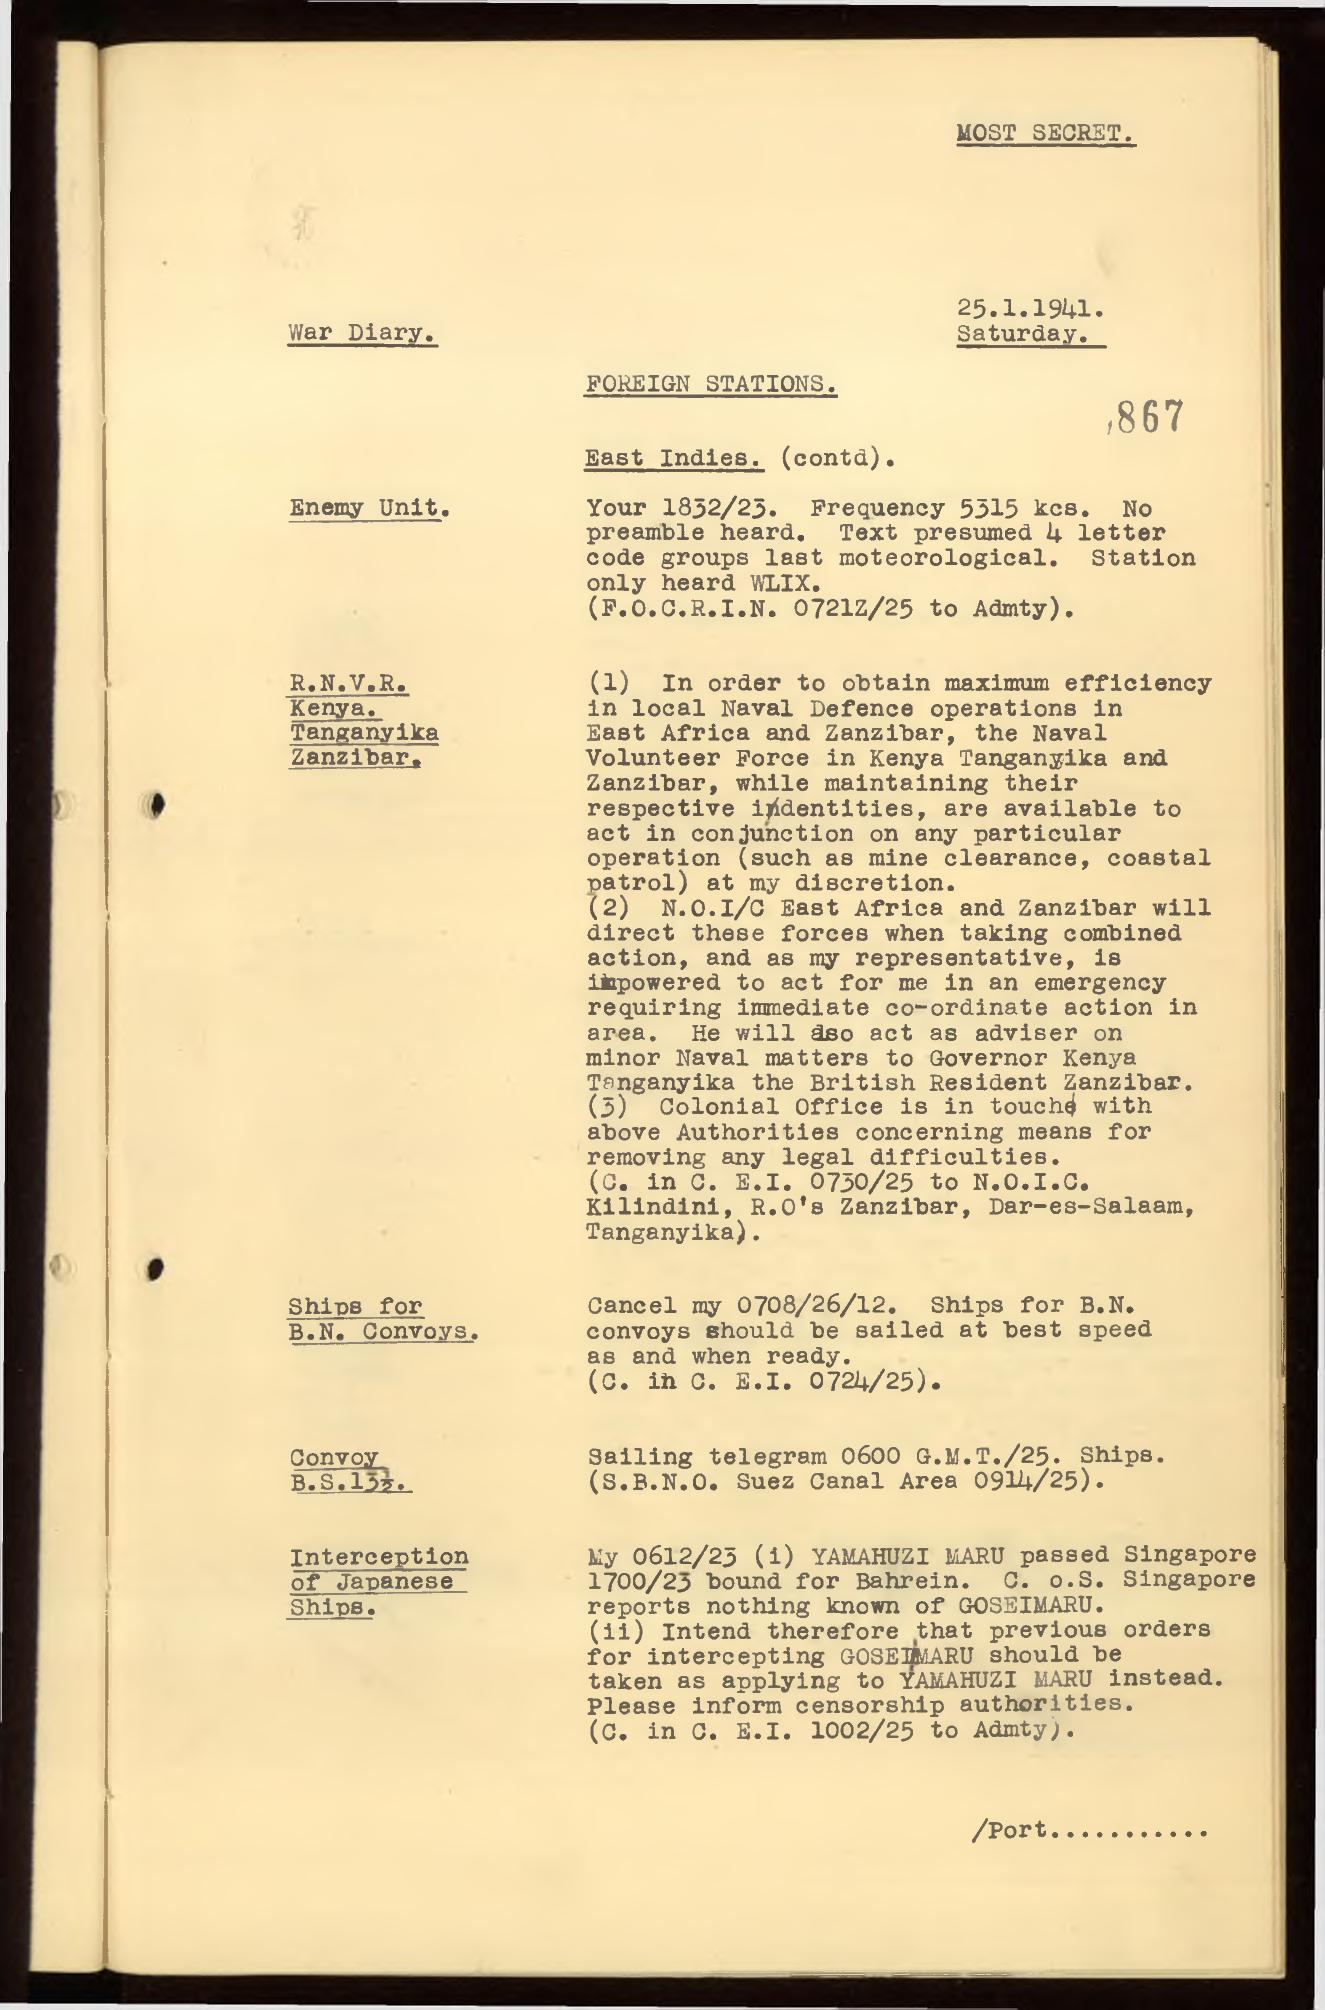 MOST SECRET.
25.1.1941.
War Diary.
Saturday.
FOREIGN STATIONS.
867
East Indies. (contd).
Enemy Unit.
Your 1832/23. Frequency 5315 kcs. No
preamble heard. Text presumed 4 letter
code groups last moteorological. Station
only heard WLIX.
(F.O.C.R.I.N. 0721Z/25 to Admty).
R.N.V.R.
Kenya.
Tanganyika
Zanzibar.
(1) In order to obtain maximum efficiency
in local Naval Defence operations in
East Africa and Zanzibar, the Naval
Volunteer Force in Kenya Tanganyika and
Zanzibar, while maintaining their
respective identities, are available to
act in conjunction on any particular
operation (such as mine clearance, coastal
patrol) at my discretion.
(2) N.O.I/C East Africa and Zanzibar will
direct these forces when taking combined
action, and as my representative, is
impowered to act for me in an emergency
requiring immediate co-ordinate action in
area. He will also act as adviser on
minor Naval matters to Governor Kenya
Tanganyika the British Resident Zanzibar.
(3) Colonial Office is in touch with
above Authorities concerning means for
removing any legal difficulties.
(C. in C. E.I. 0730/25 to N.O.I.C.
Kilindini, R.O's Zanzibar, Dar-es-Salaam,
Tanganyika).
Ships for
B.N. Convoys.
Cancel my 0708/26/12. Ships for B.N.
convoys should be sailed at best speed
as and when ready.
(C. in C. E.I. 0724/25).
Convoy
B.S.13½.
Sailing telegram 0600 G.M.T./25. Ships.
(S.B.N.O. Suez Canal Area 0914/25).
Interception
of Japanese
Ships.
My 0612/23 (i) YAMAHUZI MARU passed Singapore
1700/23 bound for Bahrein. C. o.S. Singapore
reports nothing known of GOSEIMARU.
(ii) Intend therefore that previous orders
for intercepting GOSEI MARU should be
taken as applying to YAMAHUZI MARU instead.
Please inform censorship authorities.
(C. in C. E.I. 1002/25 to Admty).
/Port...........